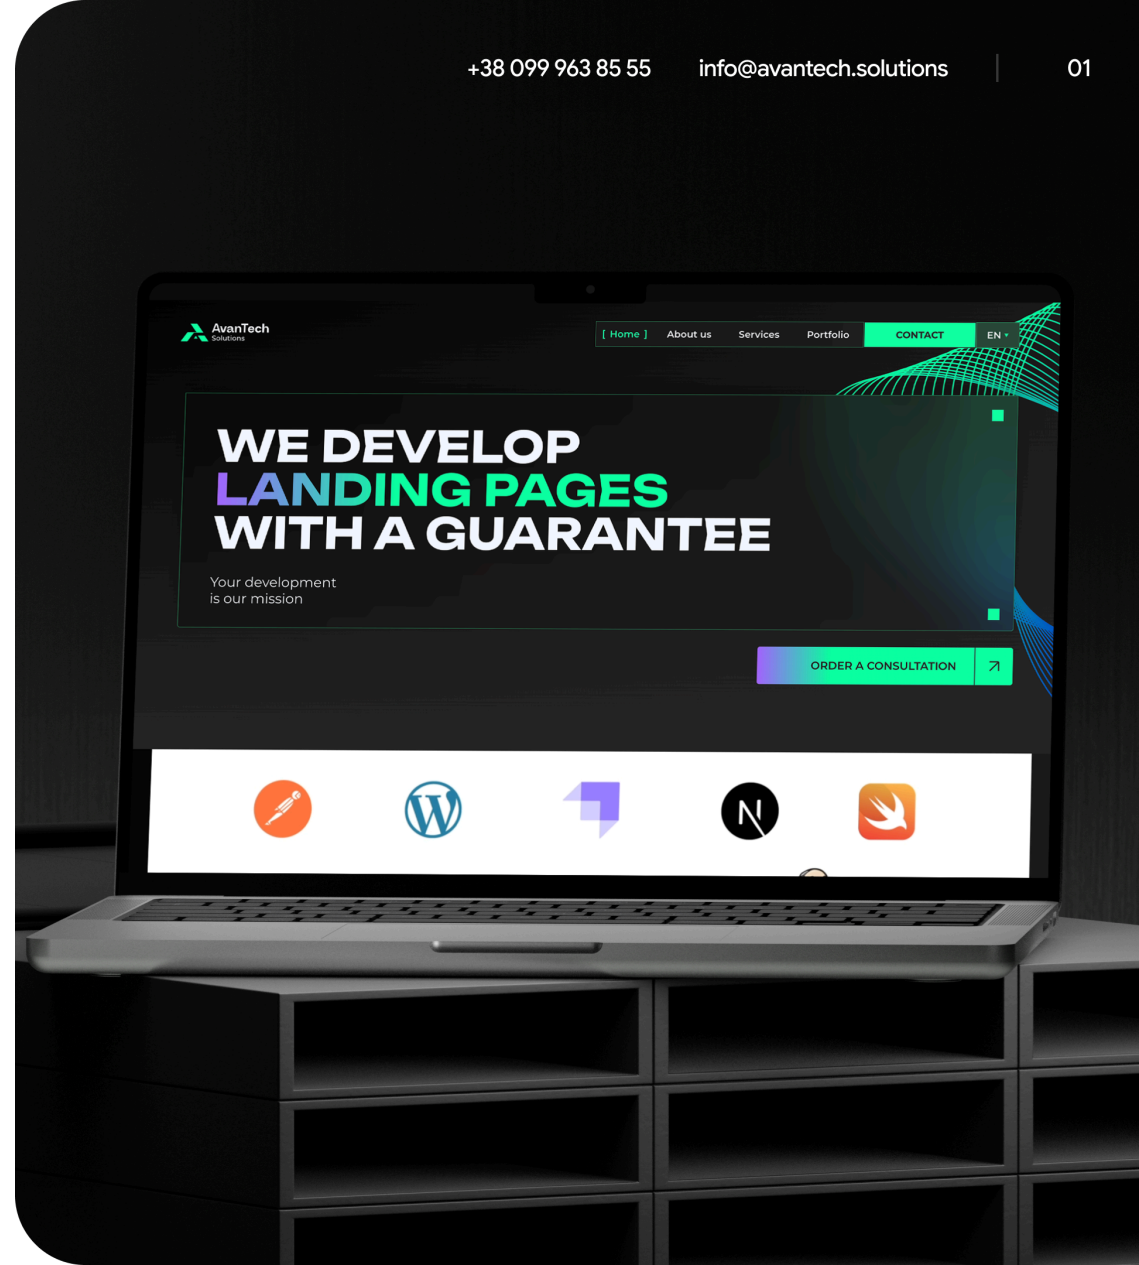 +38 099 963 85 55 info@avantech.solutions 01
AvanTech
Solutions
[ Home ] About us Services Portfolio CONTACT EN
WE DEVELOP
LANDING PAGES
WITH A GUARANTEE
Your development
is our mission
ORDER A CONSULTATION